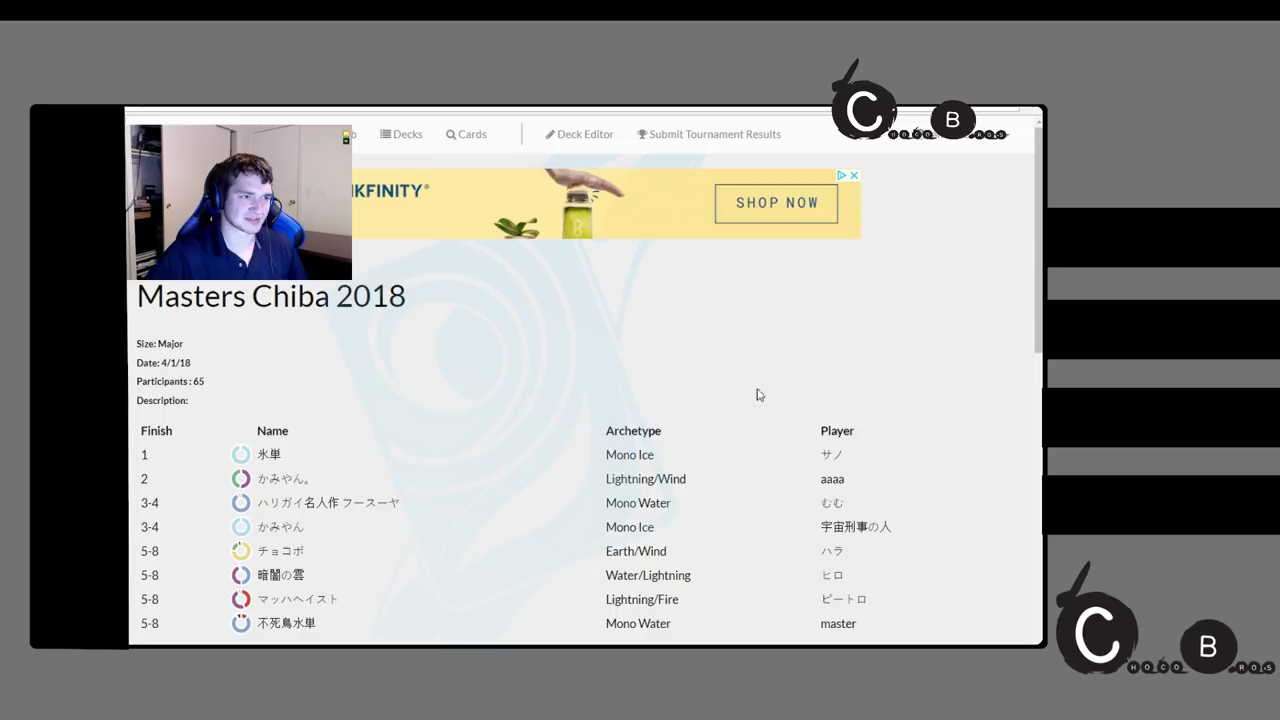 C HOCO B ROS
Decks Cards Deck Editor Submit Tournament Results
KFINITY®
SHOP NOW
Masters Chiba 2018
Size: Major
Date: 4/1/18
Participants : 65
Description:
Finish Name Archetype Player
1 氷単 Mono Ice サノ
2 かみやん。 Lightning/Wind aaaa
3-4 ハリガイ名人作 フースーヤ Mono Water むむ
3-4 かみやん Mono Ice 宇宙刑事の人
5-8 チョコボ Earth/Wind ハラ
5-8 暗闇の雲 Water/Lightning ヒロ
5-8 マッハヘイスト Lightning/Fire ピートロ
5-8 不死鳥水単 Mono Water master
C HOCO B ROS